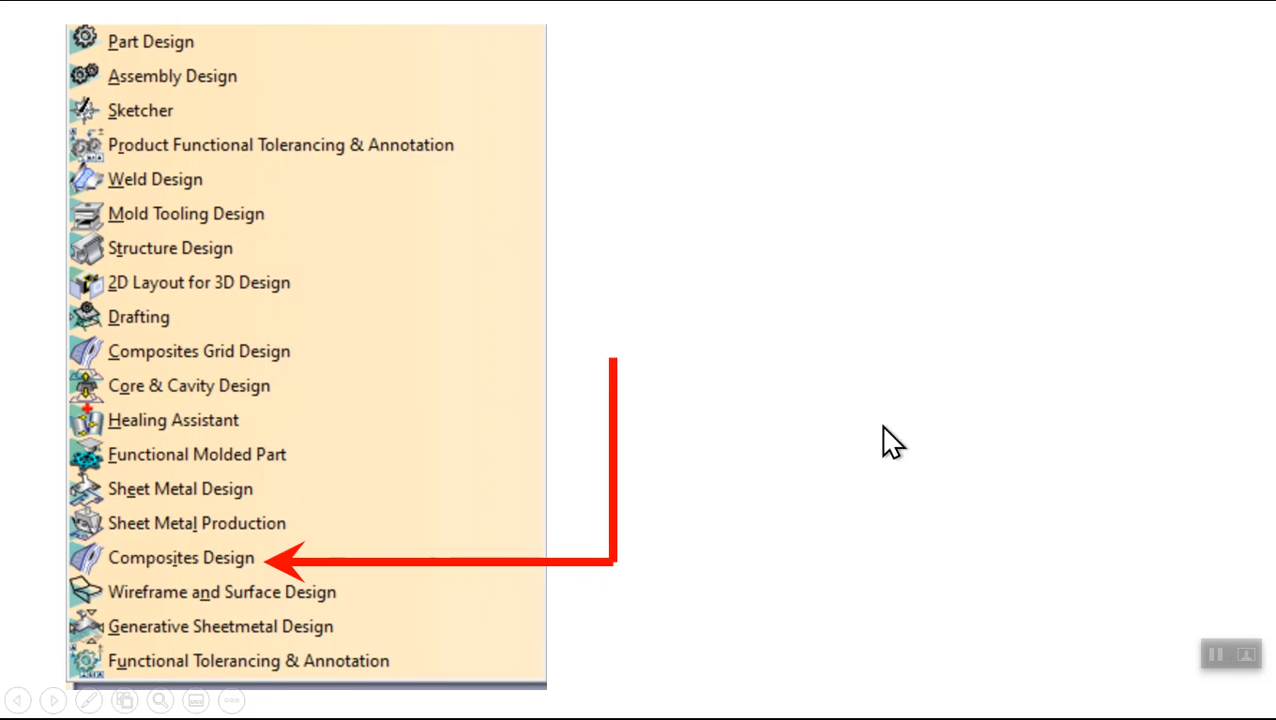 Part Design
Assembly Design
Sketcher
Product Functional Tolerancing & Annotation
Weld Design
Mold Tooling Design
Structure Design
2D Layout for 3D Design
Drafting
Composites Grid Design
Core & Cavity Design
Healing Assistant
Functional Molded Part
Sheet Metal Design
Sheet Metal Production
Composites Design
Wireframe and Surface Design
Generative Sheetmetal Design
Functional Tolerancing & Annotation